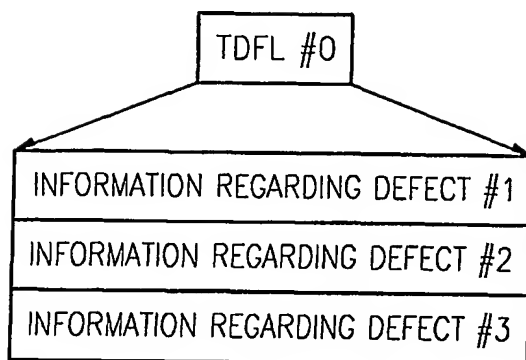 TDFL #0
INFORMATION REGARDING DEFECT #1
INFORMATION REGARDING DEFECT #2
INFORMATION REGARDING DEFECT #3